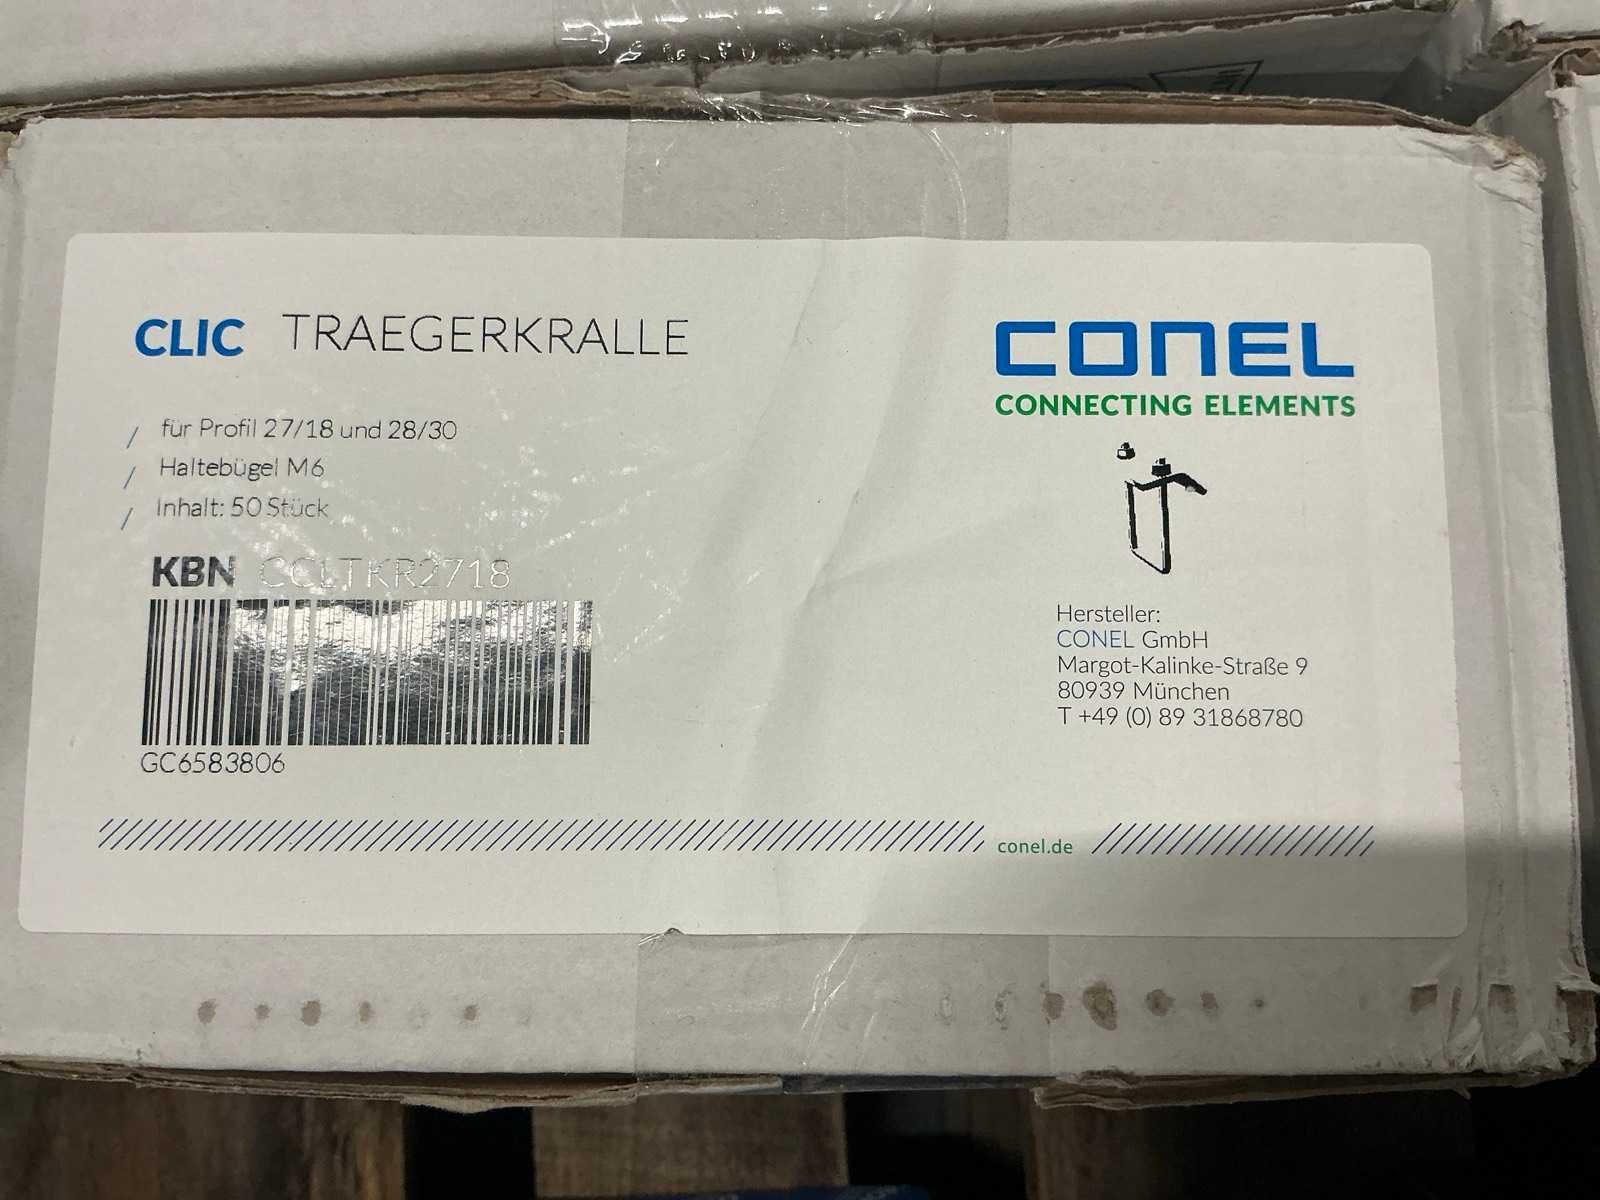 CLIC TRAEGERKRALLE
/ für Profil 27/18 und 28/30
/ Haltebügel M6
/ Inhalt: 50 Stück
KBN CCLTKR2718
GC6583806
CONEL
CONNECTING ELEMENTS
Hersteller:
CONEL GmbH
Margot-Kalinke-Straße 9
80939 München
T +49 (0) 89 31868780
conel.de